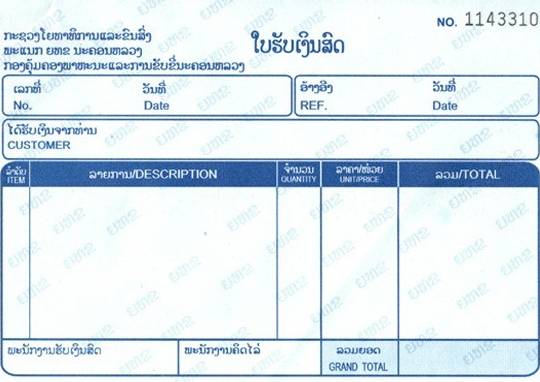 NO. 1143310
ກະຊວງໂຍທາທິການແລະຂົນສົ່ງ
ພະແນກ ຍທຂ ນະຄອນຫລວງ
ກອງຄຸ້ມຄອງພາຫະນະແລະການຂັບຂີ່ນະຄອນຫລວງ
ໃບຮັບເງິນສົດ
ເລກທີ່ ວັນທີ່
No. Date
ອ້າງອີງ ວັນທີ່
REF. Date
ໄດ້ຮັບເງິນຈາກທ່ານ
CUSTOMER
ລຳດັບ
ITEM
ລາຍການ/DESCRIPTION
ຈຳນວນ
QUANTITY
ລາຄາ/ໜ່ວຍ
UNIT/PRICE
ລວມ/TOTAL
ພະນັກງານຮັບເງິນສົດ
ພະນັກງານຄິດໄລ່
ລວມຍອດ
GRAND TOTAL